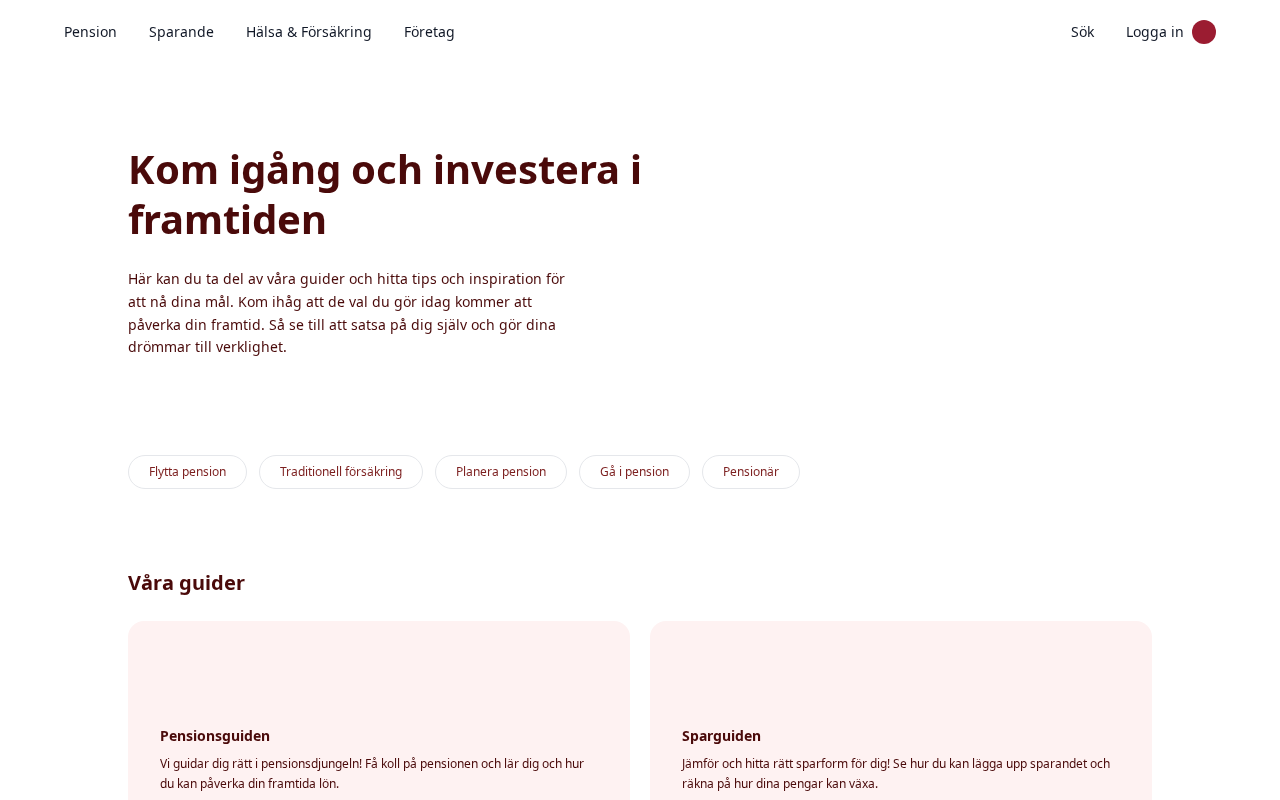 Pension Sparande Hälsa & Försäkring Företag Sök Logga in
Kom igång och investera i
framtiden
Här kan du ta del av våra guider och hitta tips och inspiration för
att nå dina mål. Kom ihåg att de val du gör idag kommer att
påverka din framtid. Så se till att satsa på dig själv och gör dina
drömmar till verklighet.
Flytta pension Traditionell försäkring Planera pension Gå i pension Pensionär
Våra guider
Pensionsguiden
Vi guidar dig rätt i pensionsdjungeln! Få koll på pensionen och lär dig och hur
du kan påverka din framtida lön.
Sparguiden
Jämför och hitta rätt sparform för dig! Se hur du kan lägga upp sparandet och
räkna på hur dina pengar kan växa.